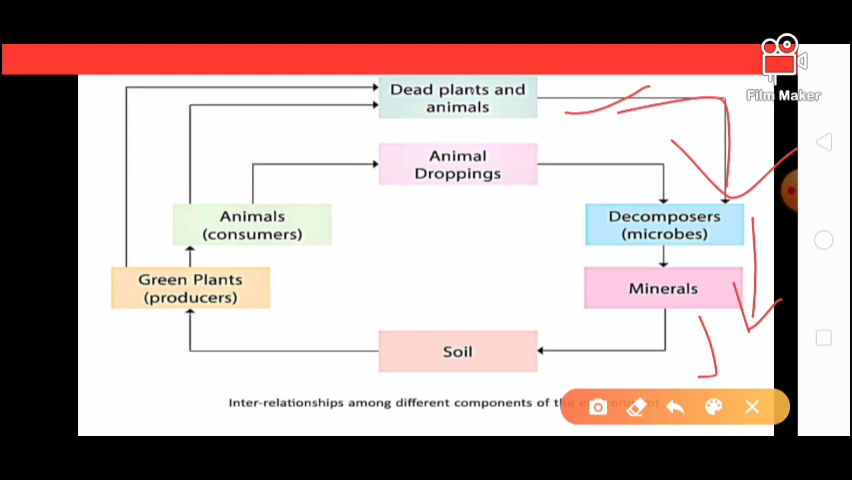 Film Maker
Dead plants and
animals
Animal
Droppings
Animals
(consumers)
Decomposers
(microbes)
Green Plants
(producers)
Minerals
Soil
Inter-relationships among different components of the